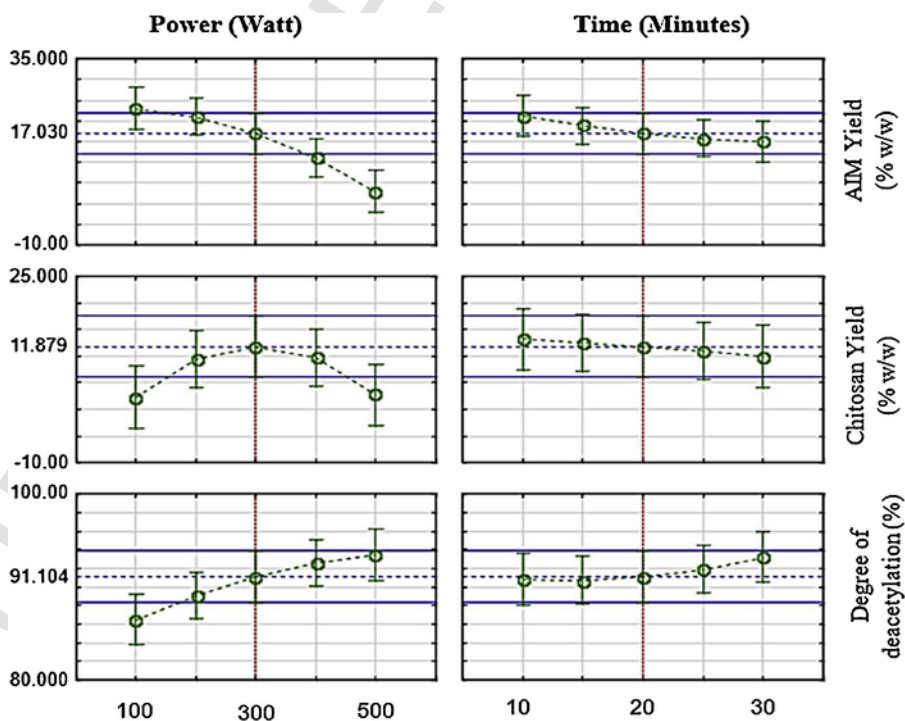 Power (Watt)
Time (Minutes)
35.000
17.030
-10.00
AIM Yield
(% w/w)
25.000
11.879
-10.00
Chitosan Yield
(% w/w)
100.00
91.104
80.000
Degree of
deacetylation (%)
100
300
500
10
20
30